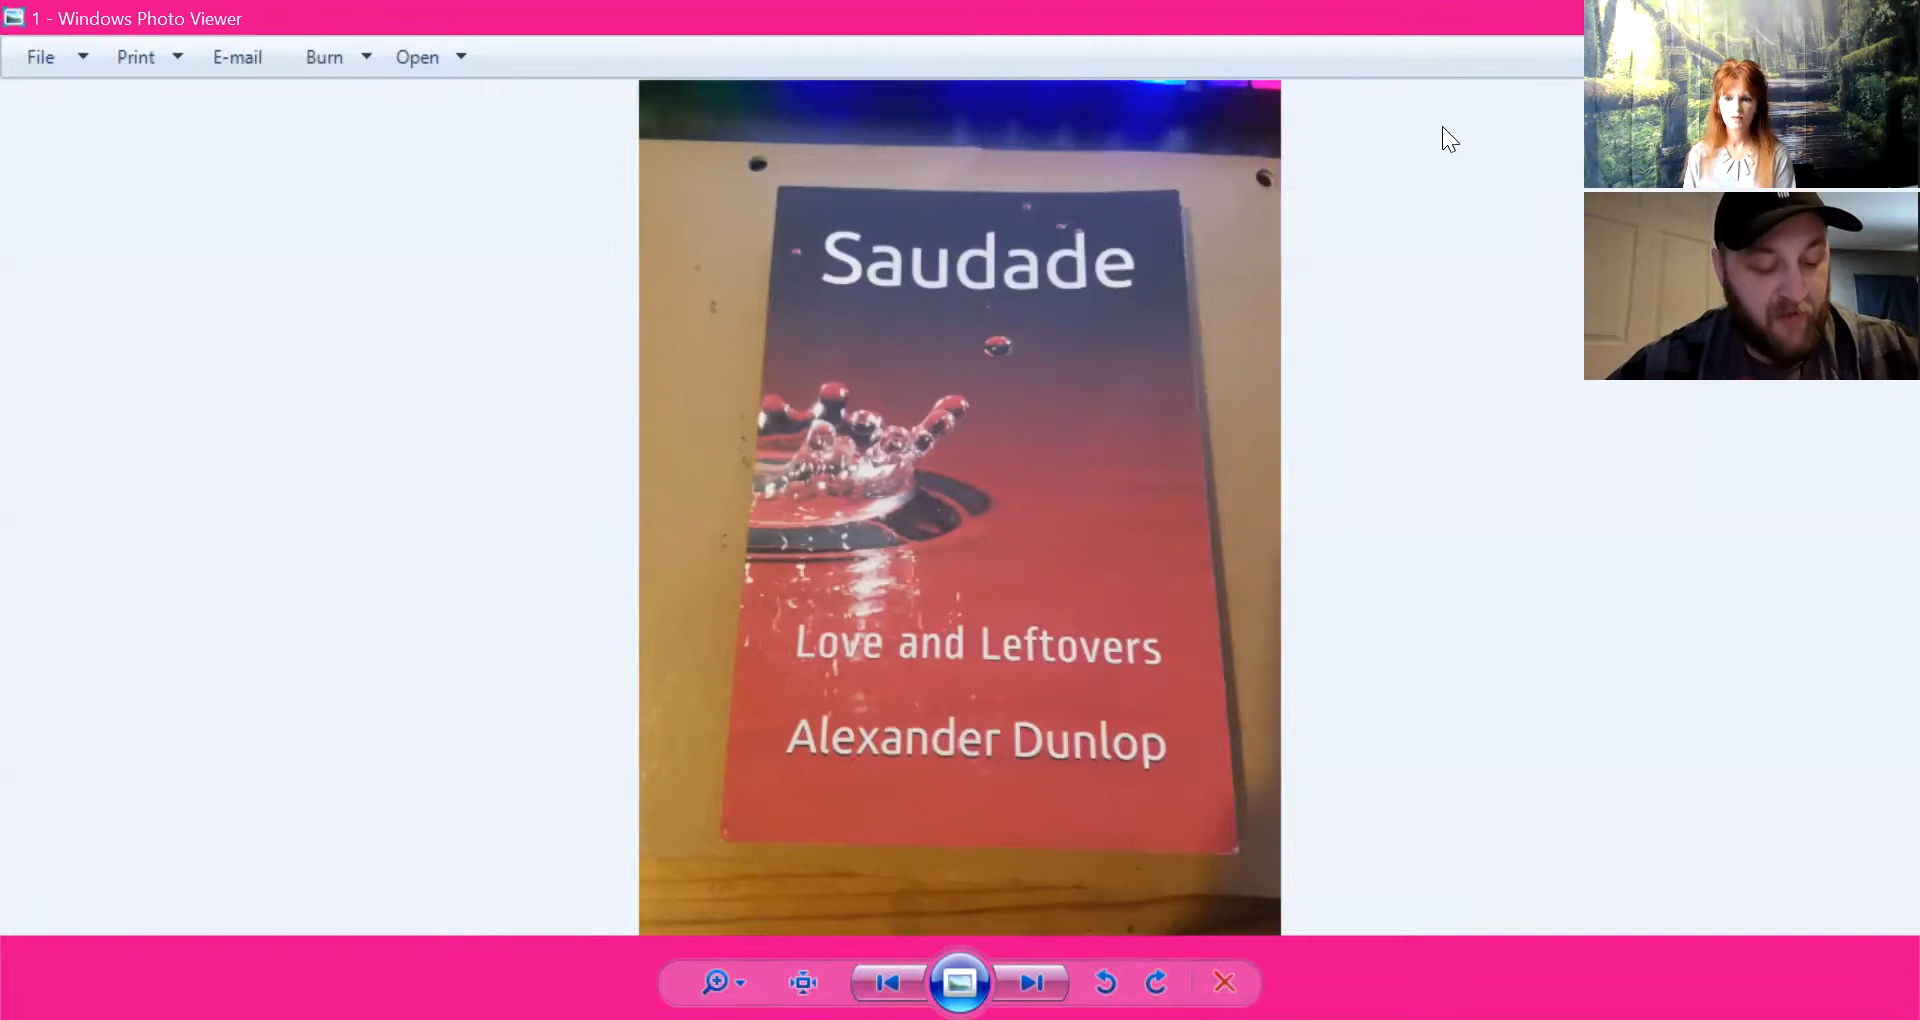 1 - Windows Photo Viewer
File Print E-mail Burn Open
Saudade
Love and Leftovers
Alexander Dunlop